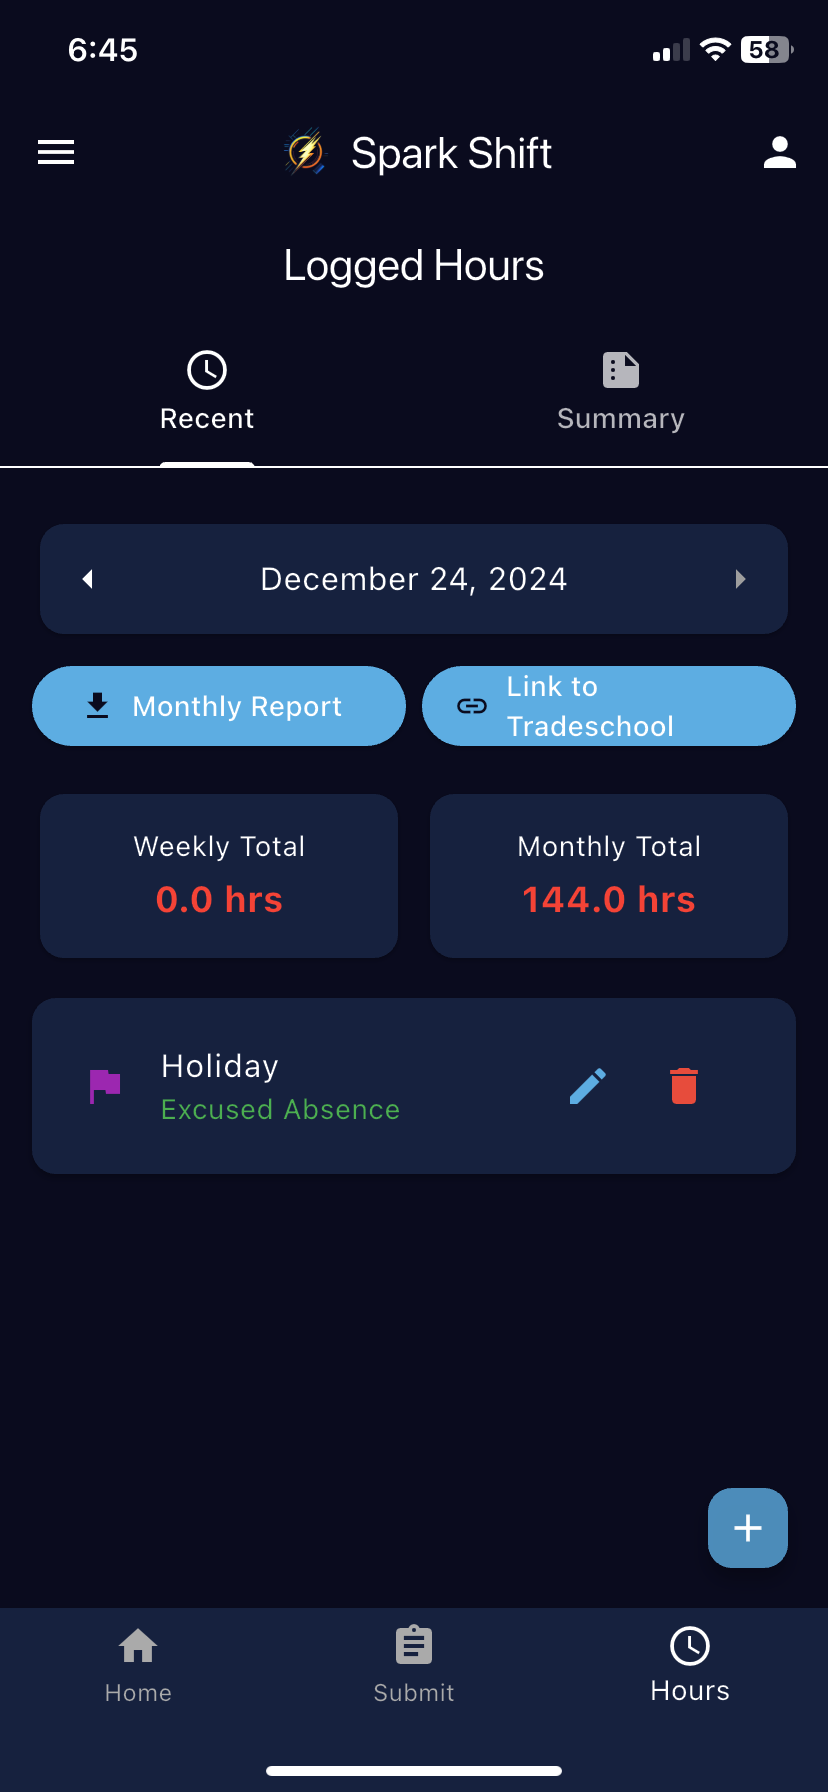 6:45
58
Spark Shift
Logged Hours
Recent
Summary
December 24, 2024
Monthly Report
Link to
Tradeschool
Weekly Total
0.0 hrs
Monthly Total
144.0 hrs
Holiday
Excused Absence
Home
Submit
Hours